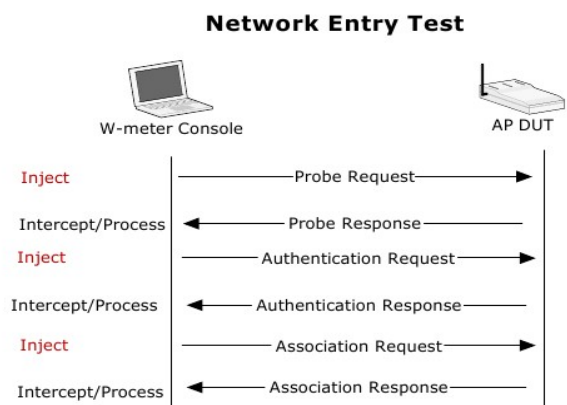 Network Entry Test
W-meter Console
AP DUT
Inject
Probe Request
Intercept/Process
Probe Response
Inject
Authentication Request
Intercept/Process
Authentication Response
Inject
Association Request
Intercept/Process
Association Response